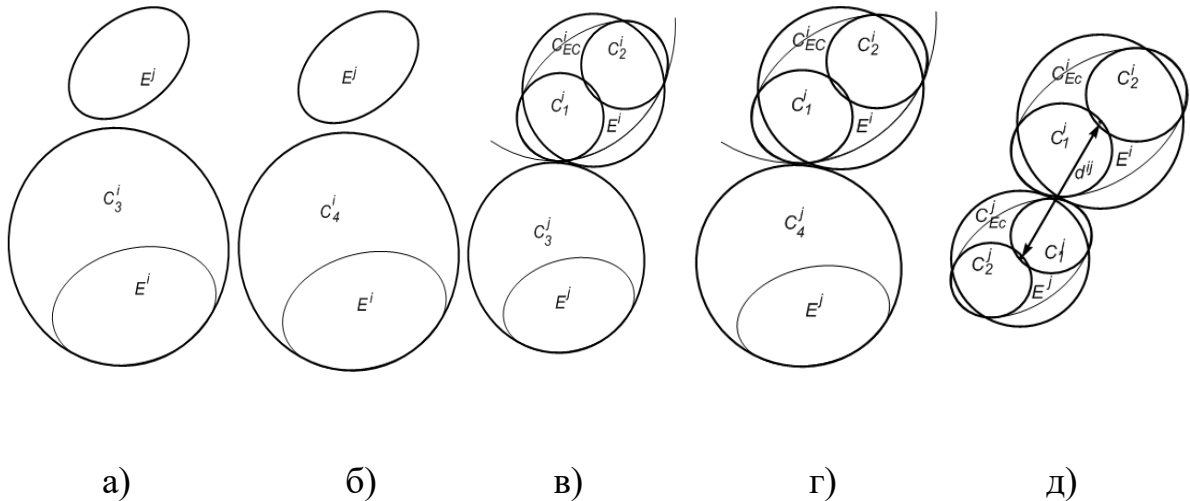 E^j
C_3^i
E^i
а)
E^j
C_4^i
E^i
б)
C_{EC}^i
C_2^i
C_1^i
E^i
C_3^j
E^j
в)
C_{EC}^i
C_2^i
C_1^i
E^i
C_4^j
E^j
г)
C_{Ec}^i
C_2^i
C_1^i
E^i
d^{ij}
C_{Ec}^j
C_1^j
C_2^j
E^j
д)